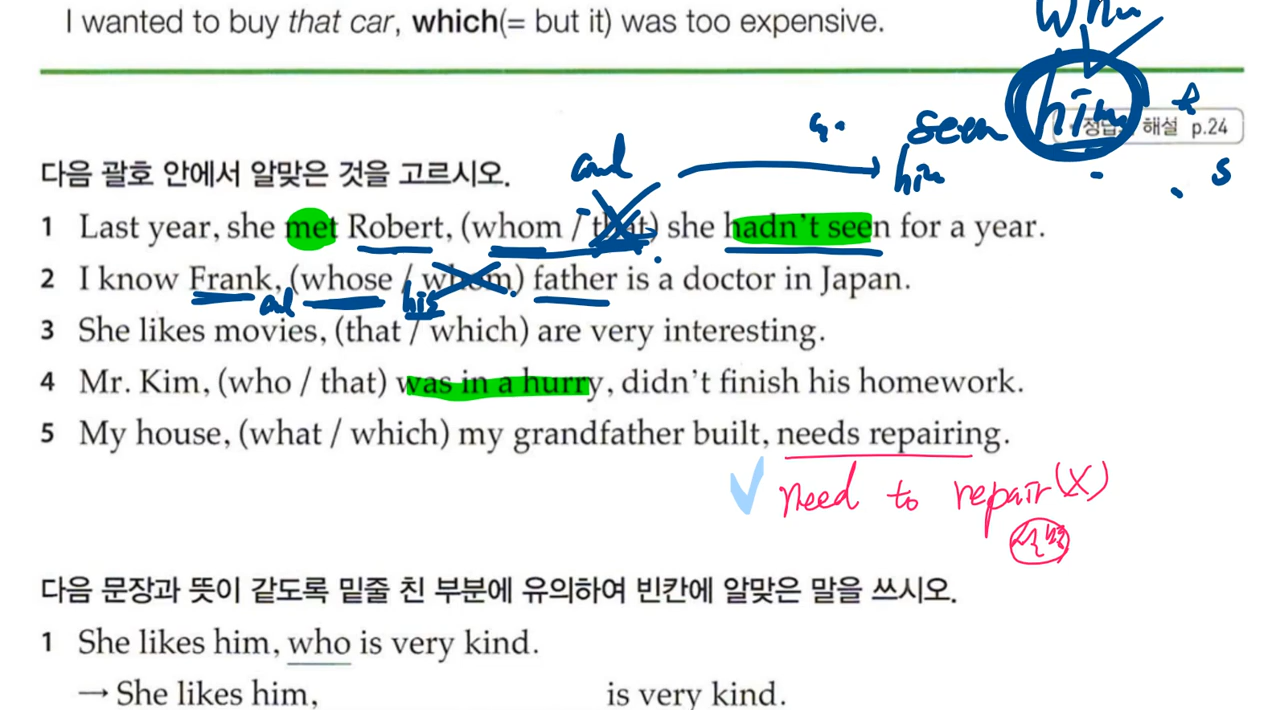 I wanted to buy that car, which(= but it) was too expensive.
him
정답 해설 p.24
seen
him
and
다음 괄호 안에서 알맞은 것을 고르시오.
1 Last year, she met Robert, (whom / that) she hadn't seen for a year.
2 I know Frank, (whose / whom) father is a doctor in Japan.
and his
3 She likes movies, (that / which) are very interesting.
4 Mr. Kim, (who / that) was in a hurry, didn't finish his homework.
5 My house, (what / which) my grandfather built, needs repairing.
need to repair (X)
설명
다음 문장과 뜻이 같도록 밑줄 친 부분에 유의하여 빈칸에 알맞은 말을 쓰시오.
1 She likes him, who is very kind.
→ She likes him, is very kind.